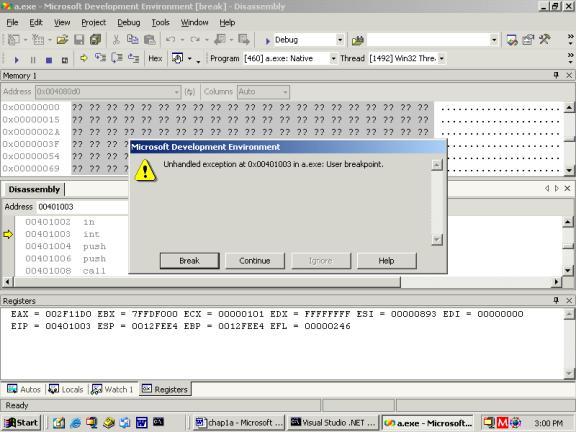 a.exe - Microsoft Development Environment [break] - Disassembly
File Edit View Project Debug Tools Window Help
Debug
Hex Program [460] a.exe: Native Thread [1492] Win32 Thre
Memory 1
Address 0x004080d0 Columns Auto
0x00000000 ?? ?? ?? ?? ?? ?? ?? ?? ?? ?? ?? ?? ?? ?? ?? ?? ?? ?? ?? ?? ?? .....................
0x00000015 ?? ?? ?? ?? ?? ?? ?? ?? ?? ?? ?? ?? ?? ?? ?? ?? ?? ?? ?? ?? ?? .....................
0x0000002A ?? ?? ?? ?? ?? ?? ?? ?? ?? ?? ?? ?? ?? ?? ?? ?? ?? ?? ?? ?? ?? .....................
0x0000003F ?? ??
0x00000054 ?? ??
0x00000069 ?? ??
Microsoft Development Environment
Unhandled exception at 0x00401003 in a.exe: User breakpoint.
Break Continue Ignore Help
Disassembly
Address 00401003
00401002 in
00401003 int
00401004 push
00401006 push
00401008 call
Registers
EAX = 002F11D0 EBX = 7FFDF000 ECX = 00000101 EDX = FFFFFFFF ESI = 00000893 EDI = 00000000
EIP = 00401003 ESP = 0012FEE4 EBP = 0012FEE4 EFL = 00000246
Autos Locals Watch 1 Registers
Ready
Start chap1a - Microsoft ... Visual Studio .NET ... a.exe - Microsoft... 3:00 PM